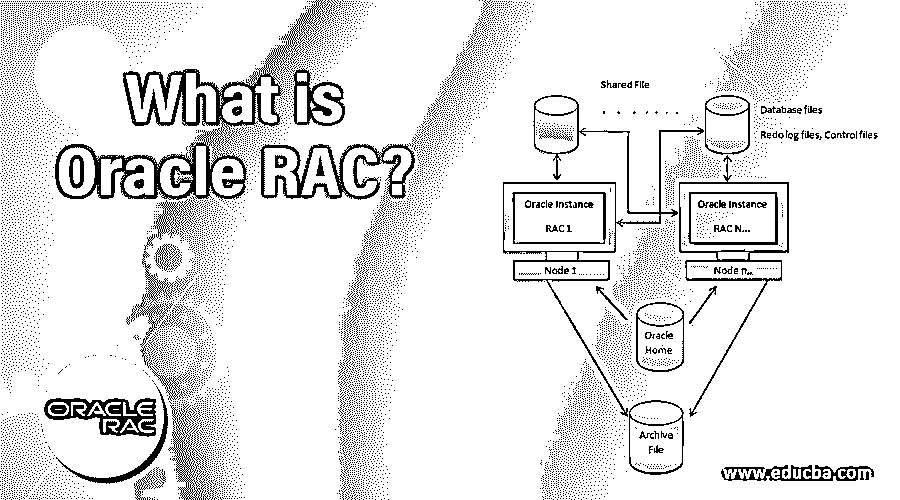 What is
Oracle RAC?
Shared File
Database files
Redo log files, Control files
Oracle Instance
RAC 1
Oracle Instance
RAC N...
Node 1
Node n..
Oracle
Home
Archive
File
ORACLE
RAC
www.educba.com